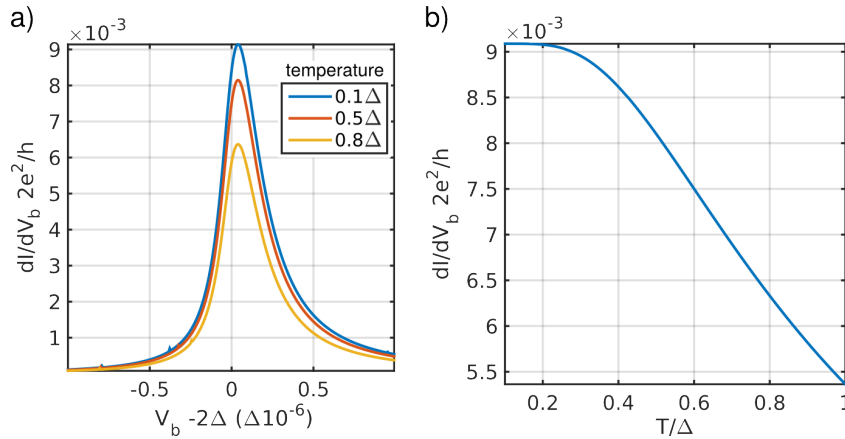 a)
×10⁻³
9
8
7
6
5
4
3
2
1
-0.5
0
0.5
dI/dV_b 2e²/h
V_b -2Δ (Δ10⁻⁶)
temperature
0.1Δ
0.5Δ
0.8Δ
b)
×10⁻³
9
8.5
8
7.5
7
6.5
6
5.5
0.2
0.4
0.6
0.8
1
dI/dV_b 2e²/h
T/Δ